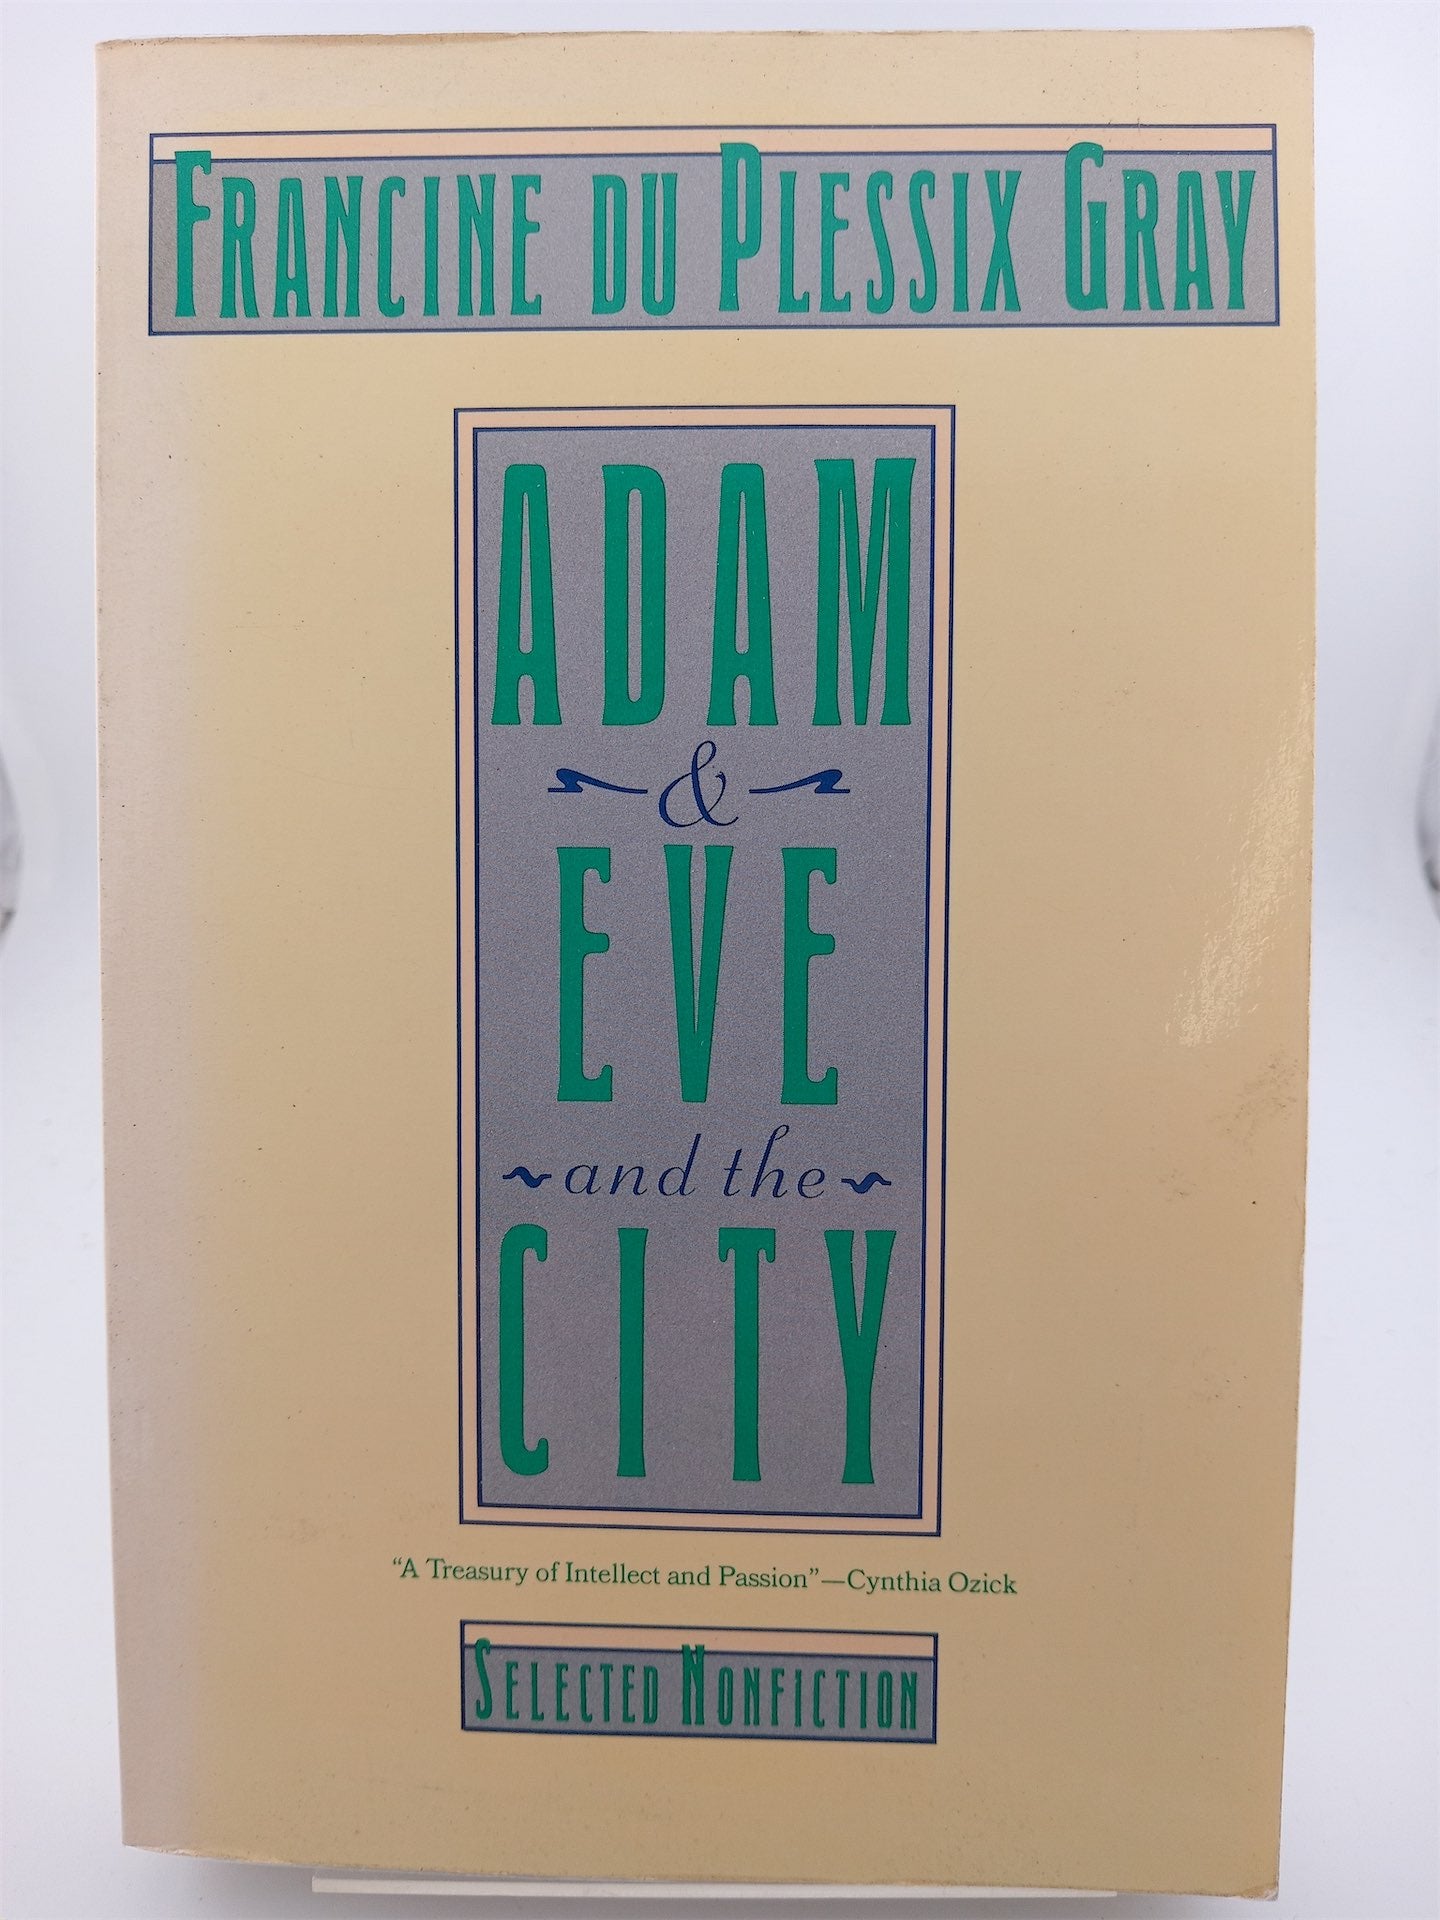 FRANCINE DU PLESSIX GRAY
ADAM
&
EVE
and the
CITY
“A Treasury of Intellect and Passion”—Cynthia Ozick
SELECTED NONFICTION